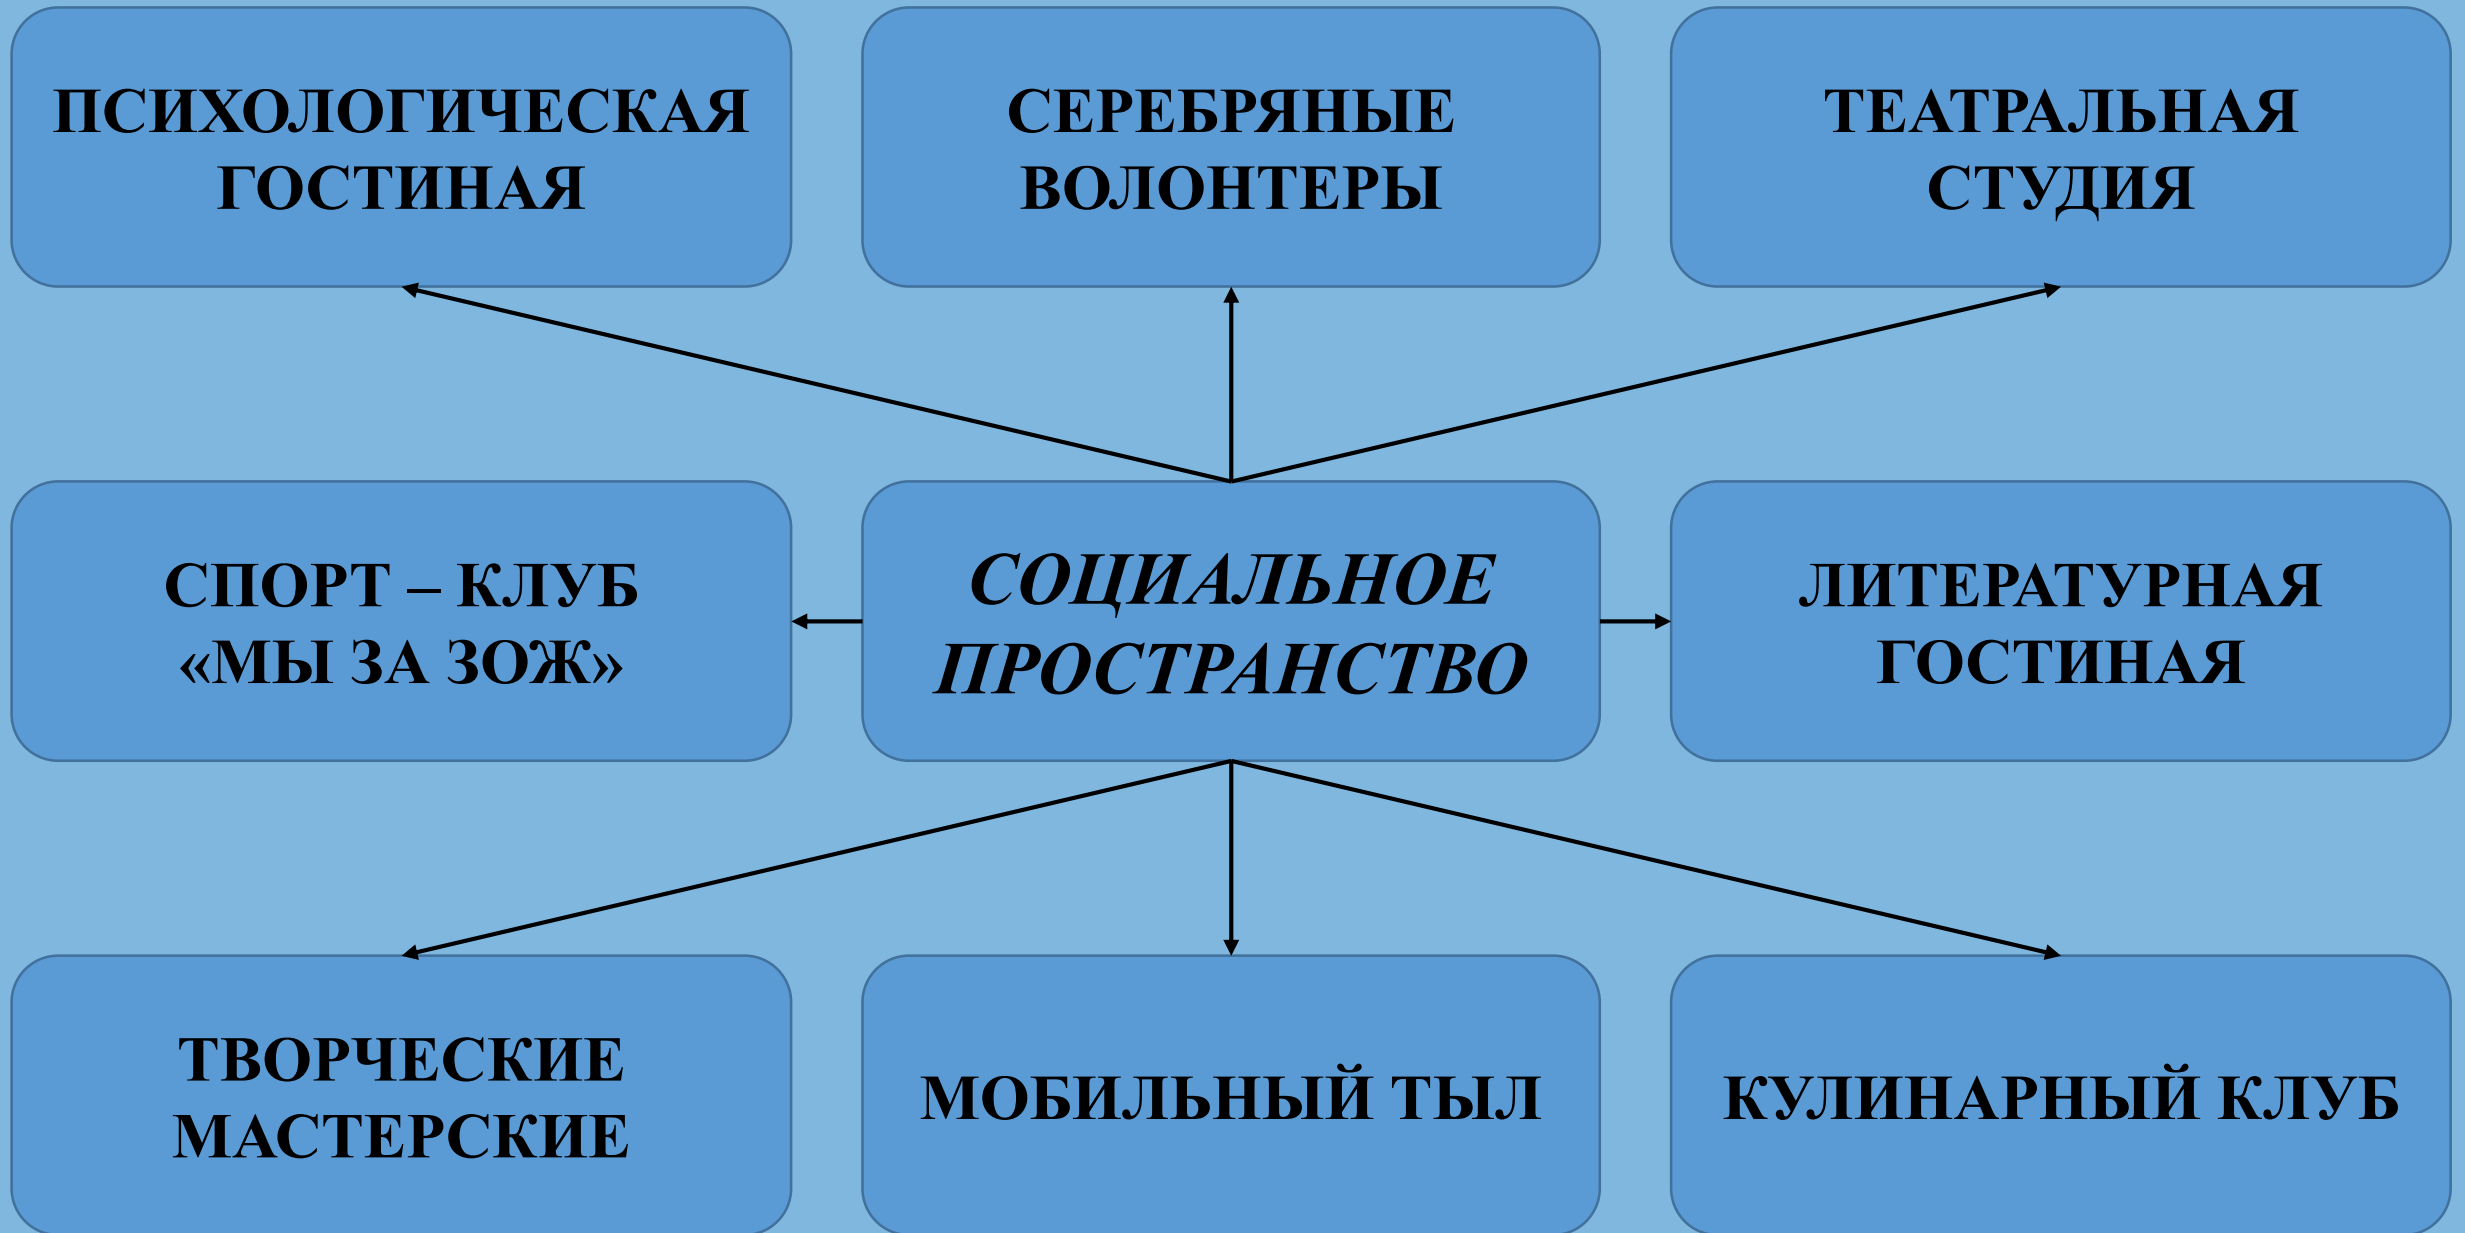 ПСИХОЛОГИЧЕСКАЯ
ГОСТИНАЯ
СЕРЕБРЯНЫЕ
ВОЛОНТЕРЫ
ТЕАТРАЛЬНАЯ
СТУДИЯ
СПОРТ – КЛУБ
«МЫ ЗА ЗОЖ»
СОЦИАЛЬНОЕ
ПРОСТРАНСТВО
ЛИТЕРАТУРНАЯ
ГОСТИНАЯ
ТВОРЧЕСКИЕ
МАСТЕРСКИЕ
МОБИЛЬНЫЙ ТЫЛ
КУЛИНАРНЫЙ КЛУБ